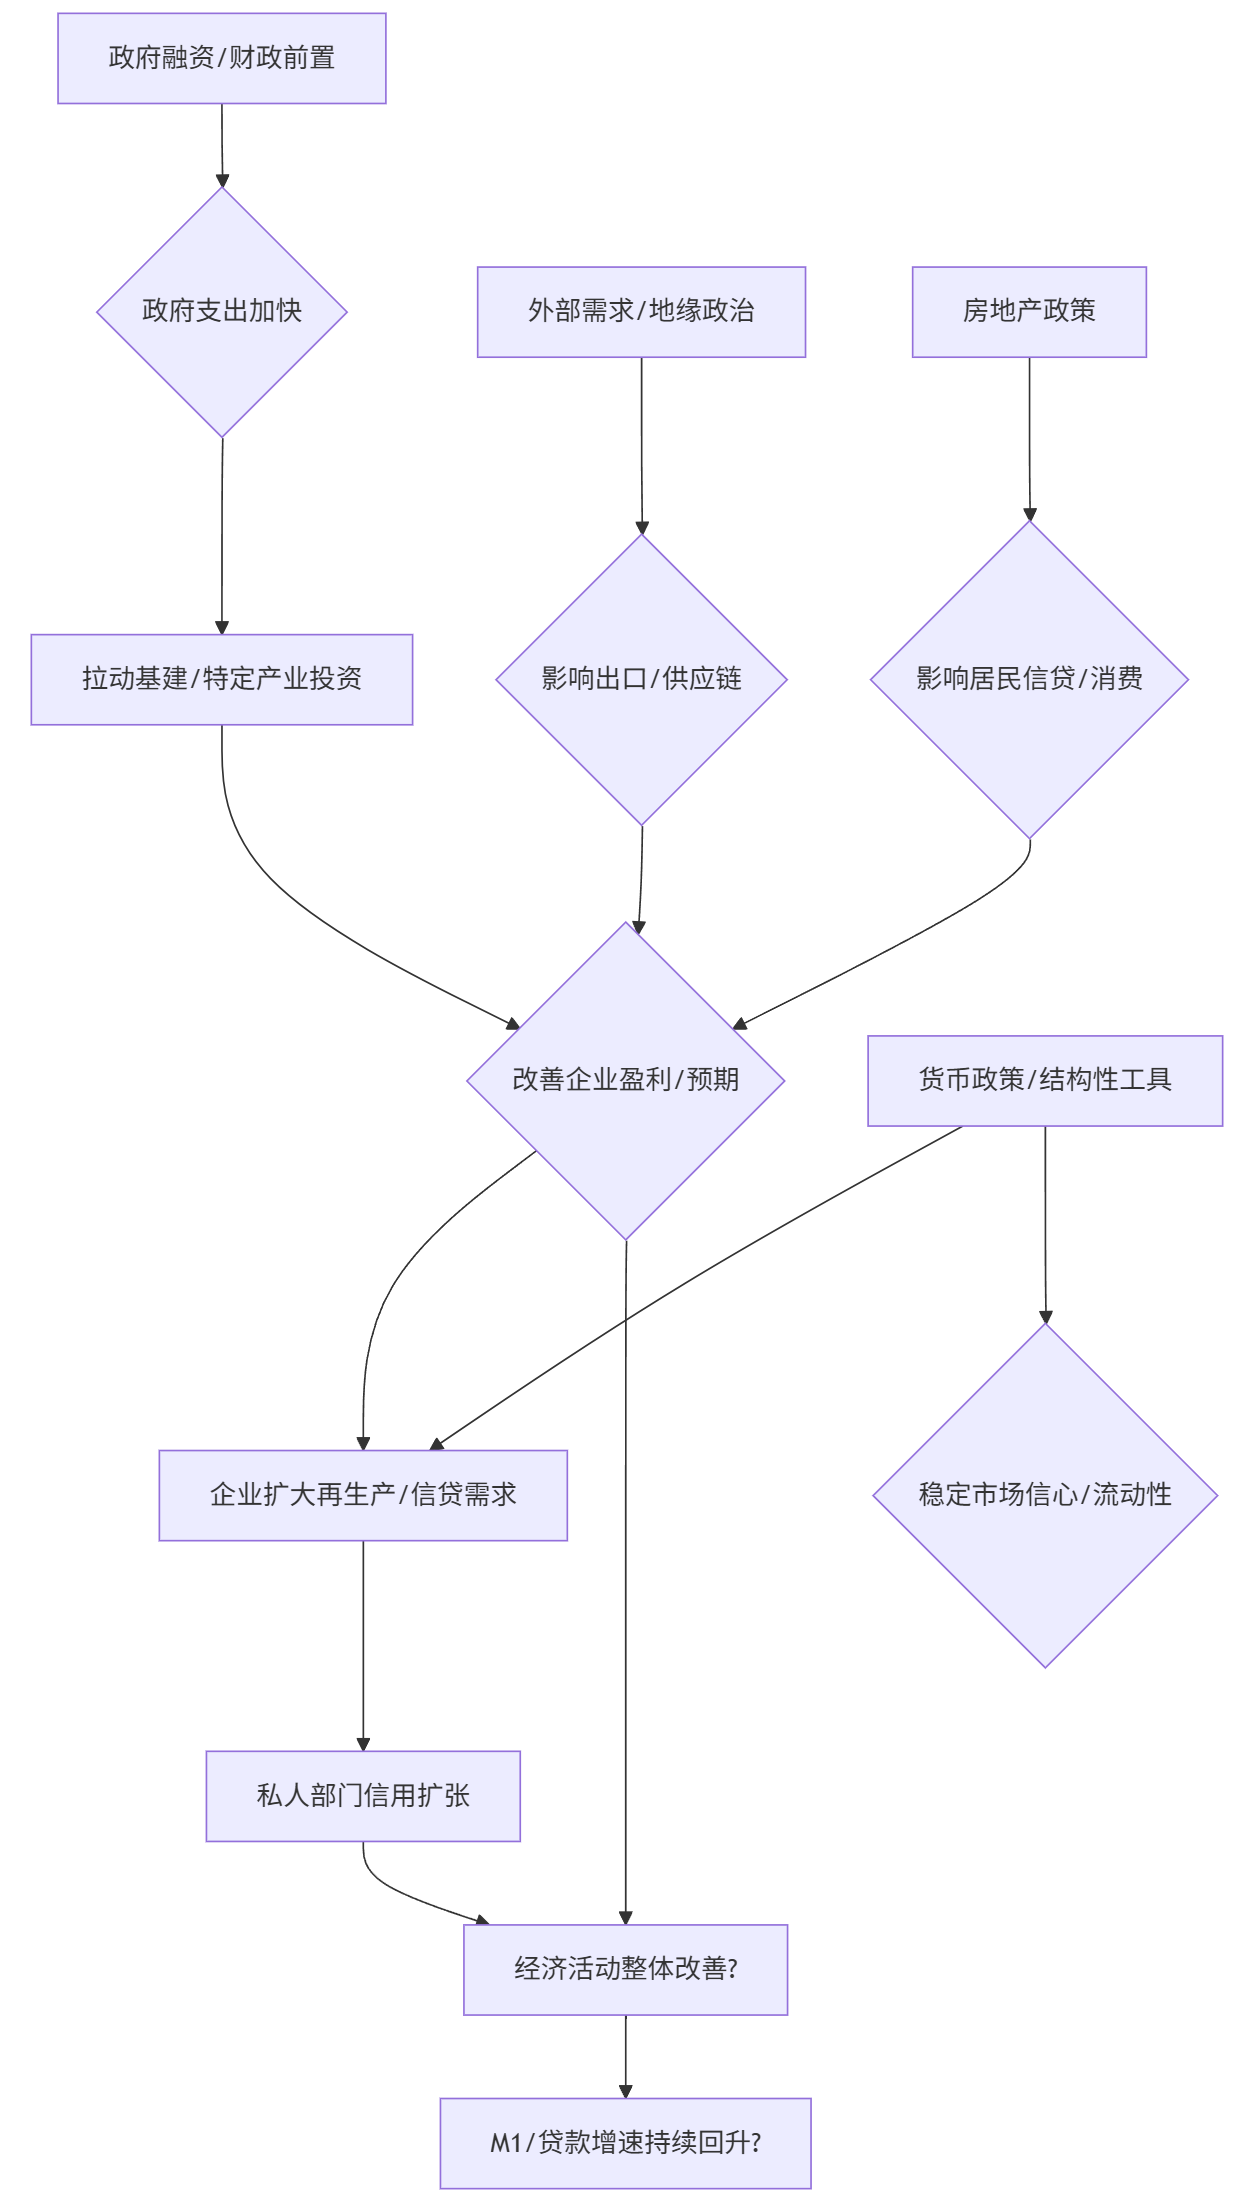 政府融资/财政前置
政府支出加快
外部需求/地缘政治
房地产政策
拉动基建/特定产业投资
影响出口/供应链
影响居民信贷/消费
改善企业盈利/预期
货币政策/结构性工具
企业扩大再生产/信贷需求
稳定市场信心/流动性
私人部门信用扩张
经济活动整体改善?
M1/贷款增速持续回升?